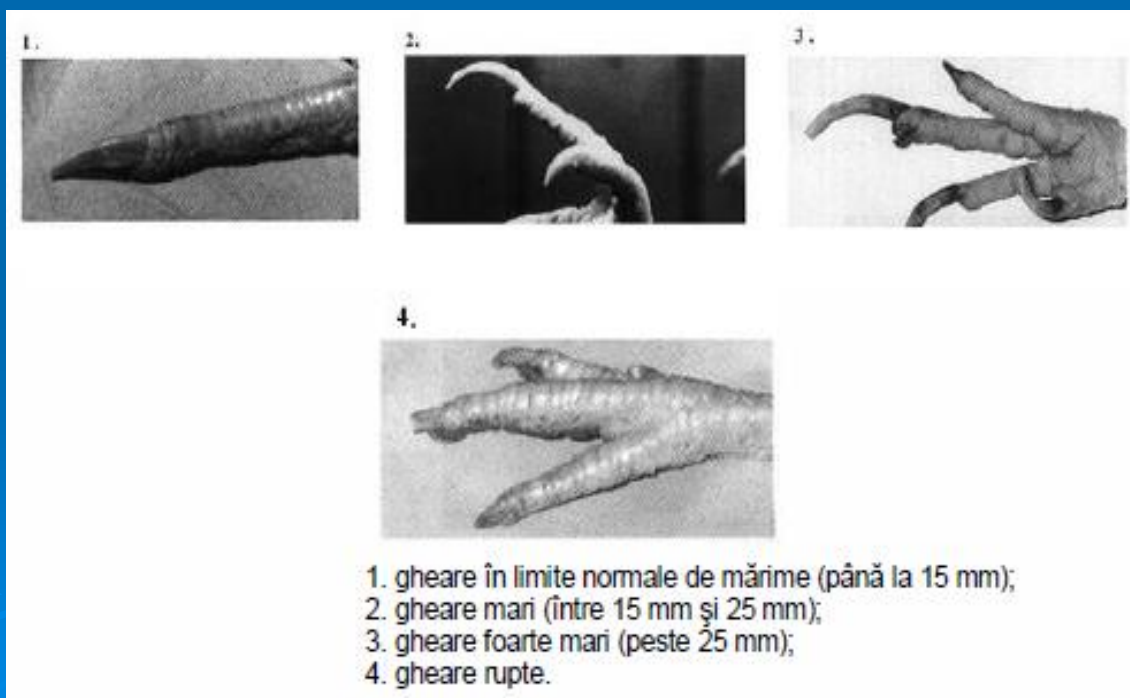 1.
2.
3.
4.
1. gheare în limite normale de mărime (până la 15 mm);
2. gheare mari (între 15 mm şi 25 mm);
3. gheare foarte mari (peste 25 mm);
4. gheare rupte.